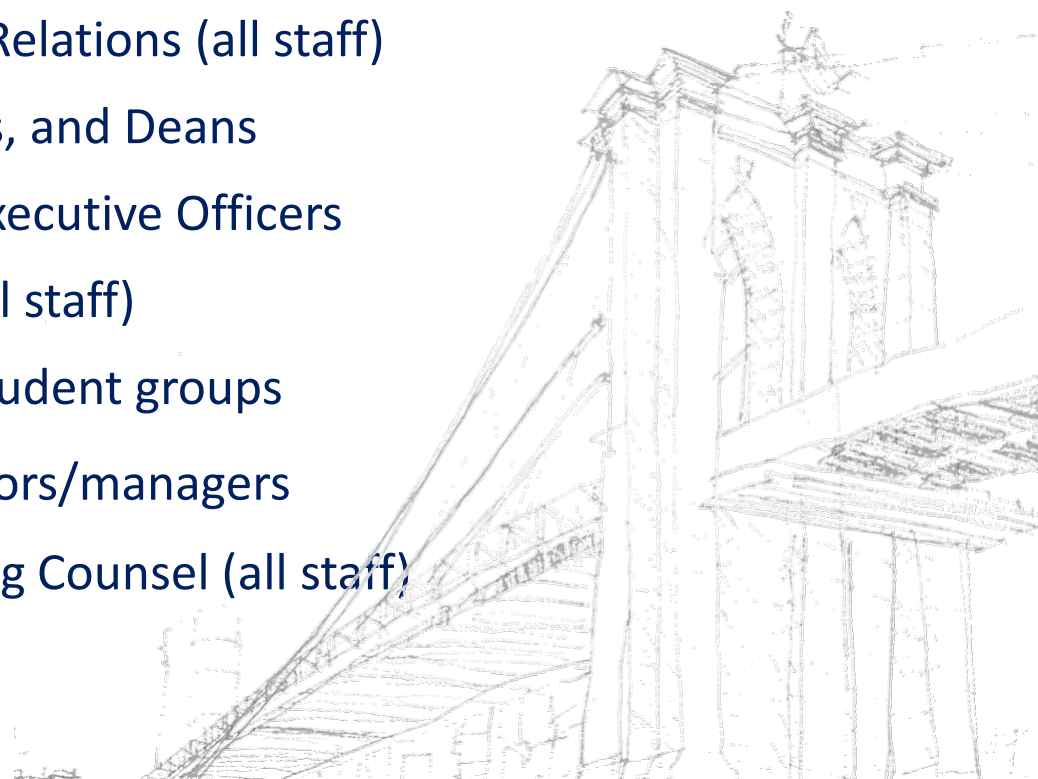 Relations (all staff)
s, and Deans
xecutive Officers
l staff)
udent groups
ors/managers
g Counsel (all staff)